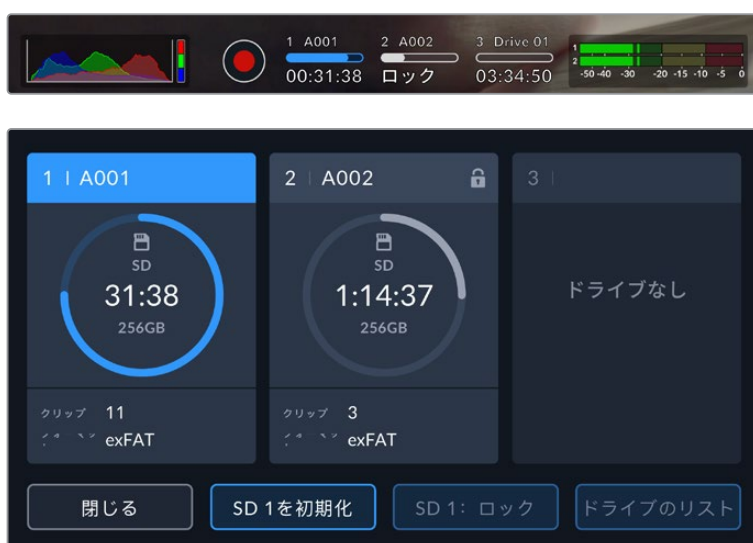 1 A001 2 A002 3 Drive 01
00:31:38 ロック 03:34:50
1
2
-50 -40 -30 -20 -15 -10 -5 0
1 | A001
2 | A002
3 |
SD
31:38
256GB
SD
1:14:37
256GB
ドライブなし
クリップ 11
exFAT
クリップ 3
exFAT
閉じる
SD 1を初期化
SD 1: ロック
ドライブのリスト